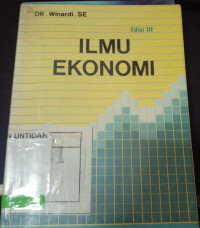 DR. Winardi.SE
Edisi III
ILMU
EKONOMI
N UNTIDAR